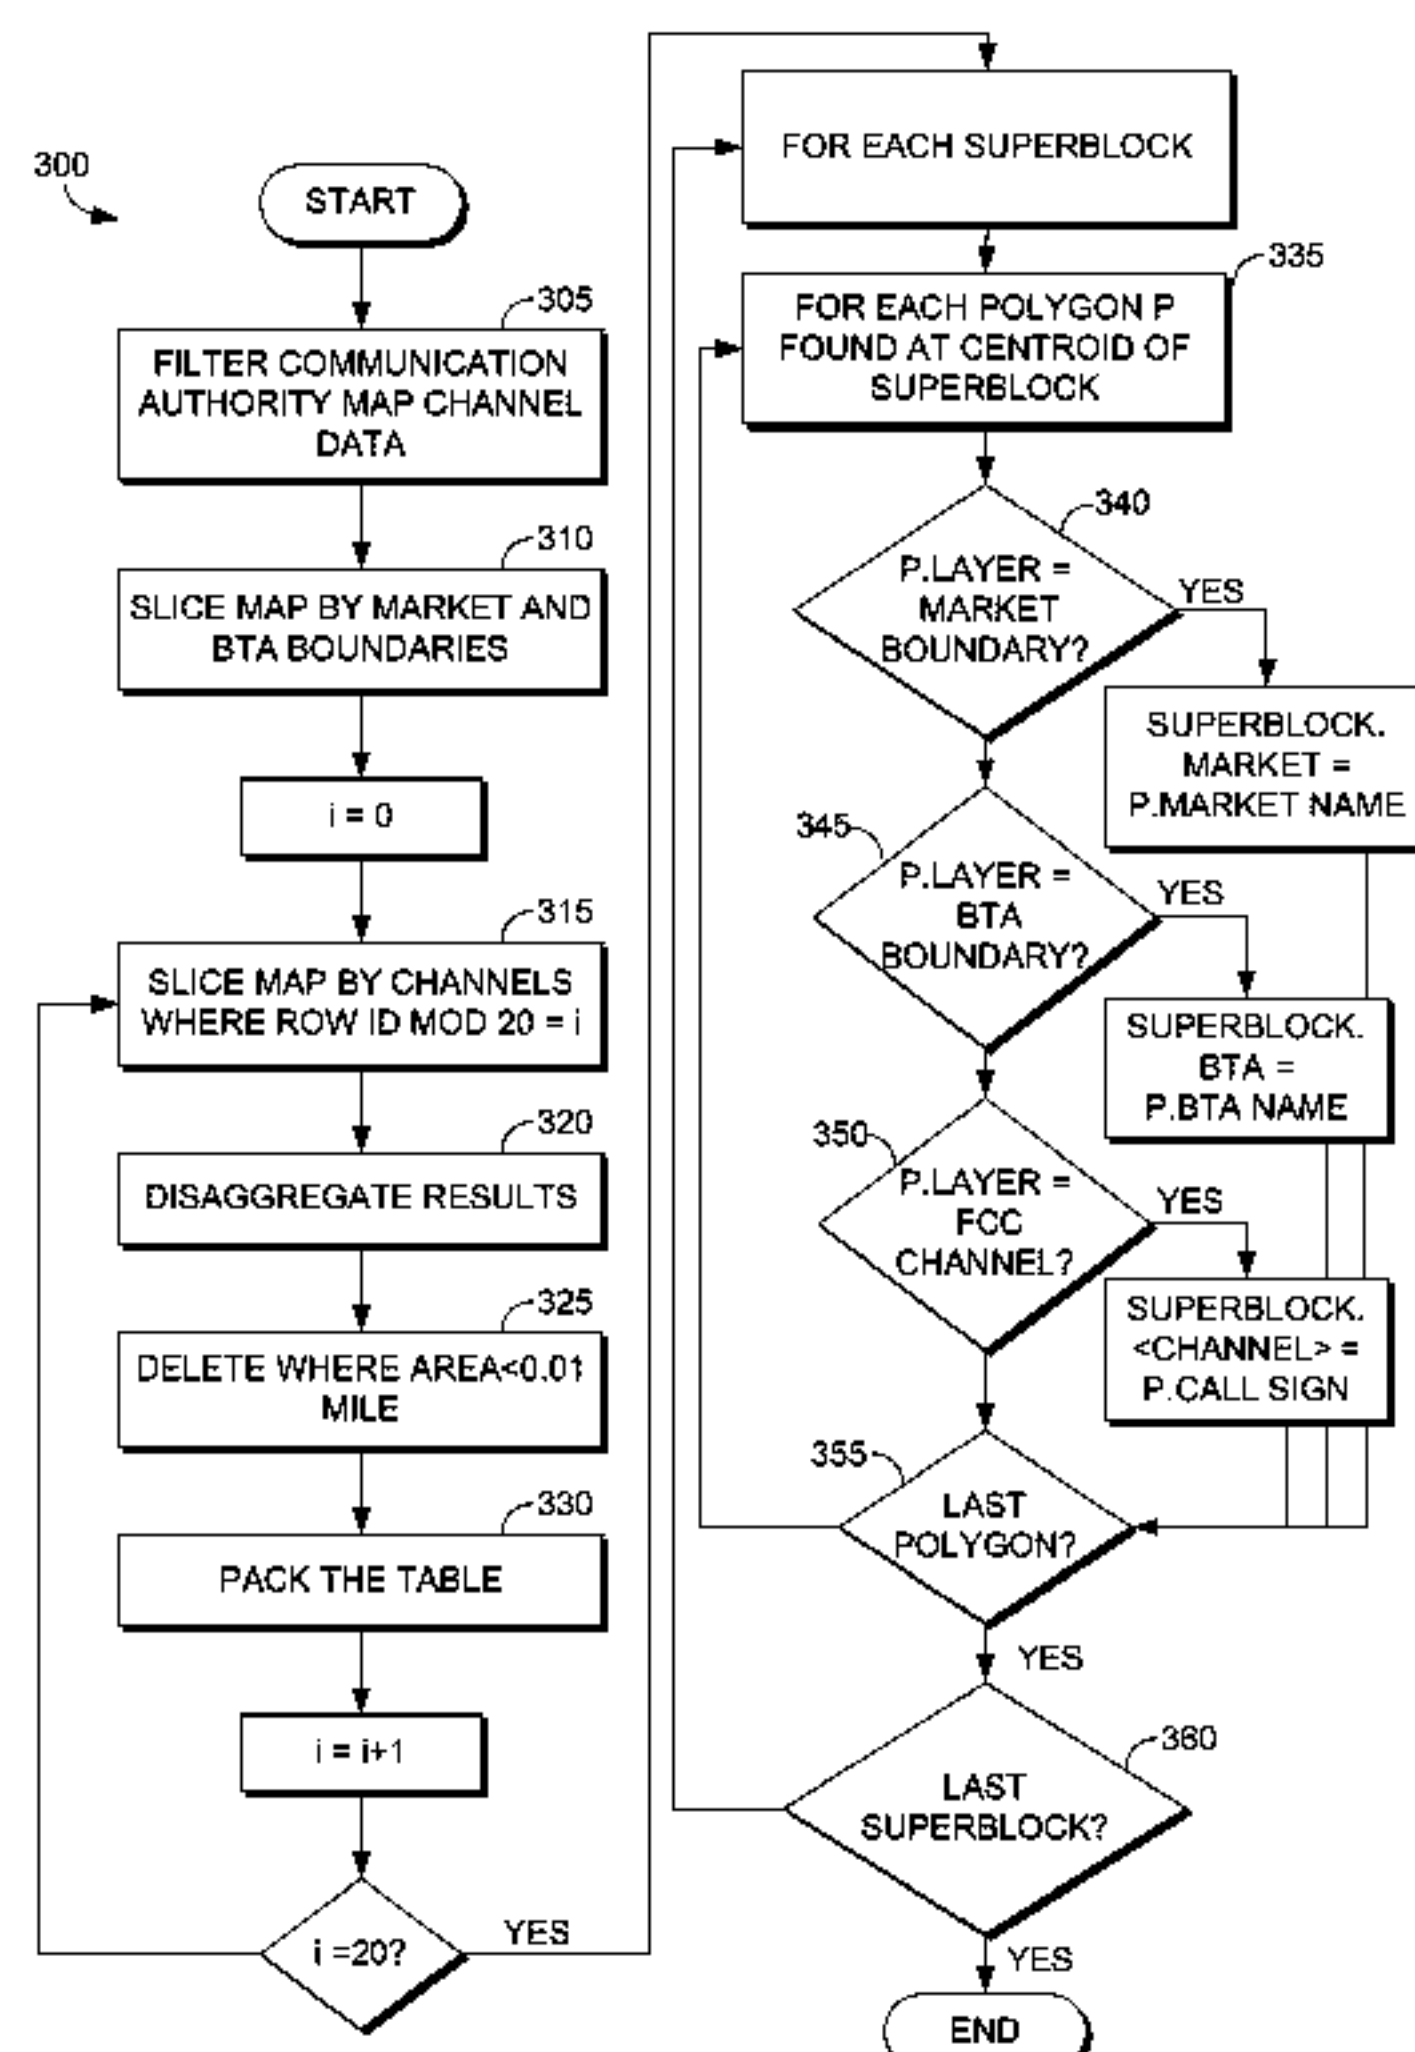 300
START
305
FILTER COMMUNICATION
AUTHORITY MAP CHANNEL
DATA
310
SLICE MAP BY MARKET AND
BTA BOUNDARIES
i = 0
315
SLICE MAP BY CHANNELS
WHERE ROW ID MOD 20 = i
320
DISAGGREGATE RESULTS
325
DELETE WHERE AREA<0.01
MILE
330
PACK THE TABLE
i = i+1
i =20?
YES
FOR EACH SUPERBLOCK
335
FOR EACH POLYGON P
FOUND AT CENTROID OF
SUPERBLOCK
340
P.LAYER =
MARKET
BOUNDARY?
YES
SUPERBLOCK.
MARKET =
P.MARKET NAME
345
P.LAYER =
BTA
BOUNDARY?
YES
SUPERBLOCK.
BTA =
P.BTA NAME
350
P.LAYER =
FCC
CHANNEL?
YES
SUPERBLOCK.
<CHANNEL> =
P.CALL SIGN
355
LAST
POLYGON?
YES
360
LAST
SUPERBLOCK?
YES
END